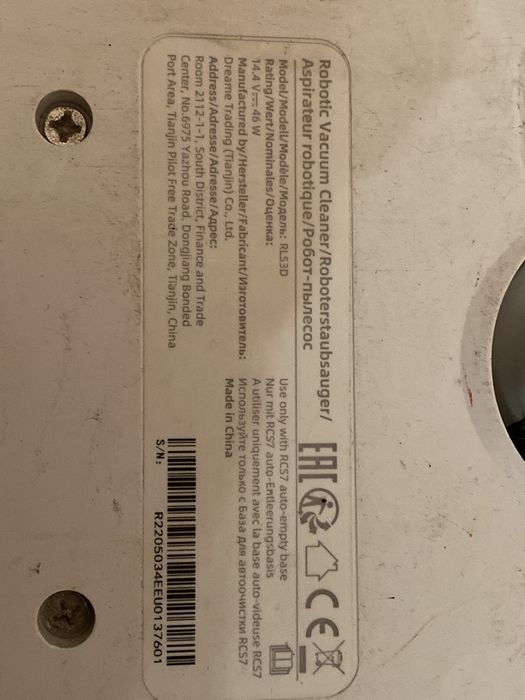 Robotic Vacuum Cleaner/Roboterstaubsauger/
Aspirateur robotique/Робот-пылесос
Model/Modell/Modèle/Модель: RLS3D
Rating/Wert/Nominales/Оценка:
14.4 V⎓ 46 W
Manufactured by/Hersteller/Fabricant/Изготовитель:
Dreame Trading (Tianjin) Co., Ltd.
Address/Adresse/Adresse/Адрес:
Room 2112-1-1, South District, Finance and Trade
Center, No.6975 Yazhou Road, Dongjiang Bonded
Port Area, Tianjin Pilot Free Trade Zone, Tianjin, China
EAC CE
Use only with RCS7 auto-empty base
Nur mit RCS7 auto-Entleerungsbasis
A utiliser uniquement avec la base auto-videuse RCS7
Используйте только с База для автоочистки RCS7
Made in China
S/N:
R2205034EEU0137601